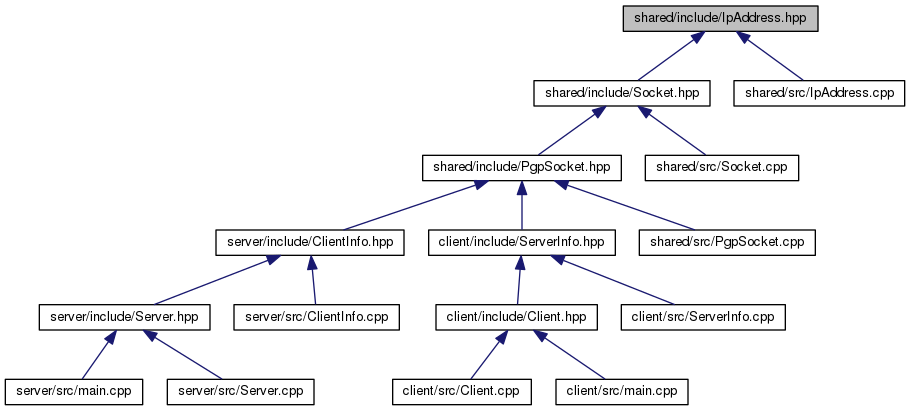 shared/include/IpAddress.hpp
shared/include/Socket.hpp
shared/src/IpAddress.cpp
shared/include/PgpSocket.hpp
shared/src/Socket.cpp
server/include/ClientInfo.hpp
client/include/ServerInfo.hpp
shared/src/PgpSocket.cpp
server/include/Server.hpp
server/src/ClientInfo.cpp
client/include/Client.hpp
client/src/ServerInfo.cpp
server/src/main.cpp
server/src/Server.cpp
client/src/Client.cpp
client/src/main.cpp